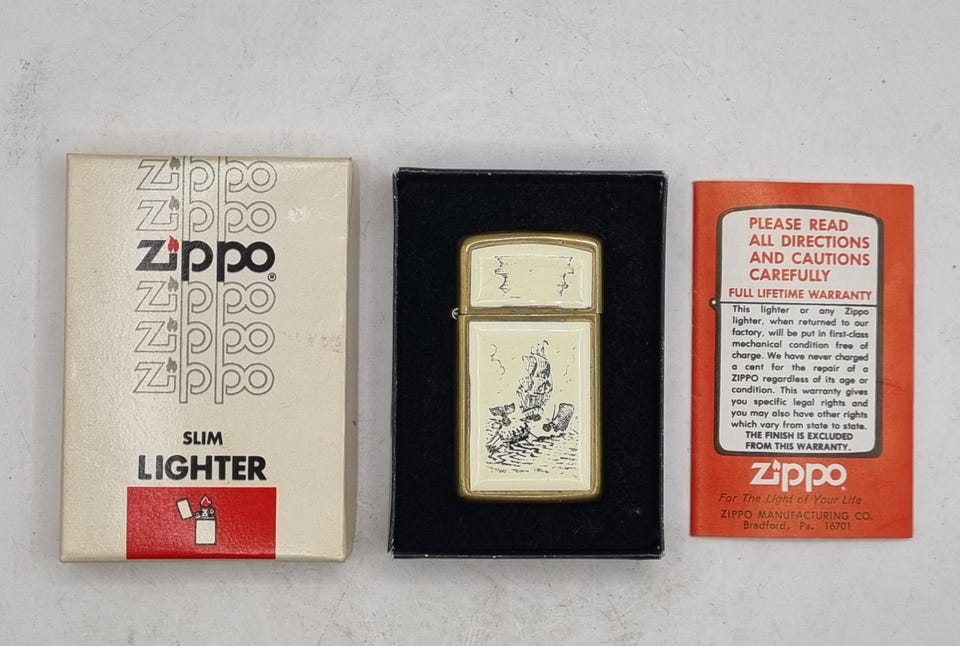 Zippo
Zippo
Zippo®
Zippo
Zippo
Zippo
SLIM
LIGHTER
PLEASE READ
ALL DIRECTIONS
AND CAUTIONS
CAREFULLY
FULL LIFETIME WARRANTY
This lighter or any Zippo
lighter, when returned to our
factory, will be put in first-class
mechanical condition free of
charge. We have never charged
a cent for the repair of a
ZIPPO regardless of its age or
condition. This warranty gives
you specific legal rights and
you may also have other rights
which vary from state to state.
THE FINISH IS EXCLUDED
FROM THIS WARRANTY.
Zippo®
For The Light of Your Life
ZIPPO MANUFACTURING CO.
Bradford, Pa. 16701